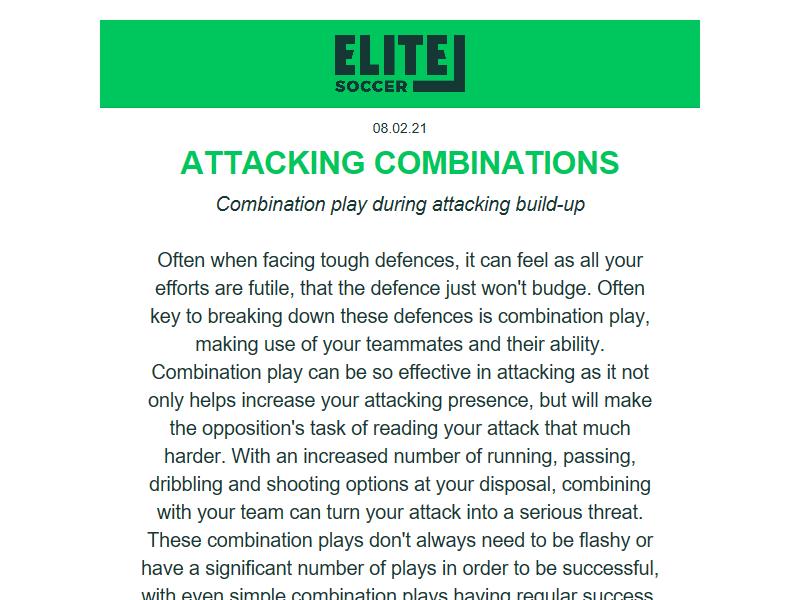 ELITE
SOCCER
08.02.21
ATTACKING COMBINATIONS
Combination play during attacking build-up
Often when facing tough defences, it can feel as all your
efforts are futile, that the defence just won't budge. Often
key to breaking down these defences is combination play,
making use of your teammates and their ability.
Combination play can be so effective in attacking as it not
only helps increase your attacking presence, but will make
the opposition's task of reading your attack that much
harder. With an increased number of running, passing,
dribbling and shooting options at your disposal, combining
with your team can turn your attack into a serious threat.
These combination plays don't always need to be flashy or
have a significant number of plays in order to be successful,
with even simple combination plays having regular success.